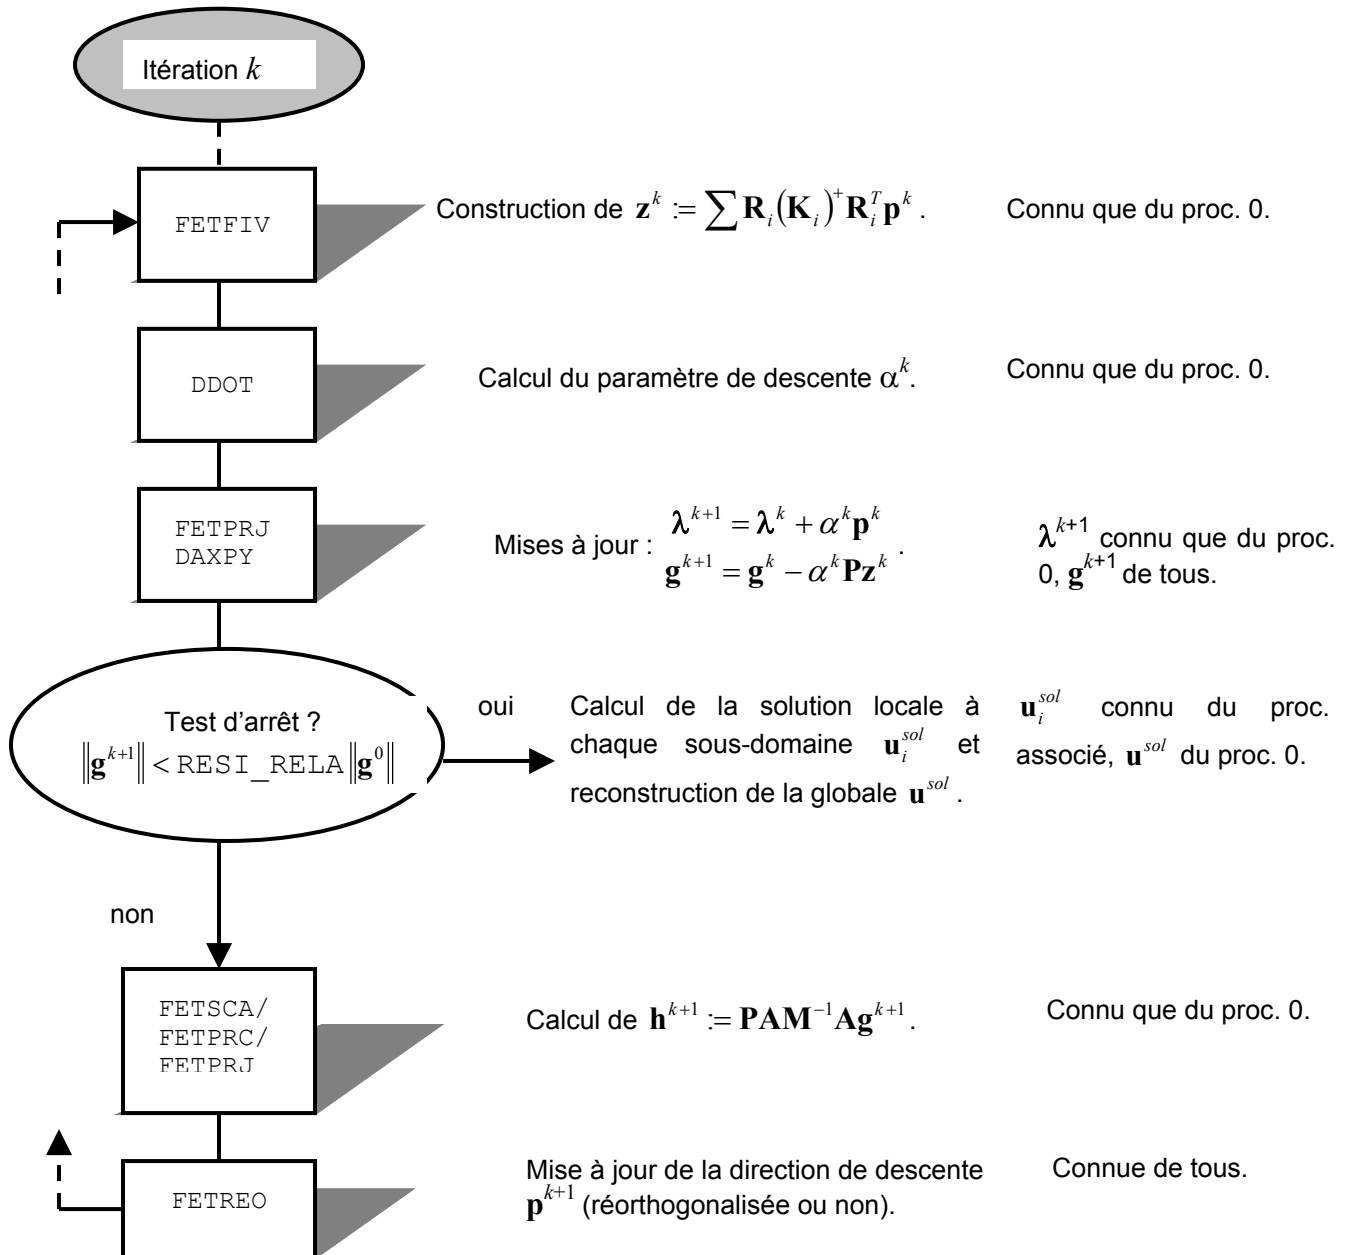 Itération k
FETFIV
Construction de z^k := ∑ R_i(K_i)^+ R_i^T p^k .
Connu que du proc. 0.
DDOT
Calcul du paramètre de descente α^k.
Connu que du proc. 0.
FETPRJ
DAXPY
Mises à jour : λ^{k+1} = λ^k + α^k p^k
g^{k+1} = g^k − α^k Pz^k .
λ^{k+1} connu que du proc.
0, g^{k+1} de tous.
Test d'arrêt ?
‖g^{k+1}‖ < RESI_RELA ‖g^0‖
oui
Calcul de la solution locale à
chaque sous-domaine u_i^{sol} et
reconstruction de la globale u^{sol} .
u_i^{sol} connu du proc.
associé, u^{sol} du proc. 0.
non
FETSCA/
FETPRC/
FETPRJ
Calcul de h^{k+1} := PAM^{−1}Ag^{k+1} .
Connu que du proc. 0.
FETREO
Mise à jour de la direction de descente
p^{k+1} (réorthogonalisée ou non).
Connue de tous.